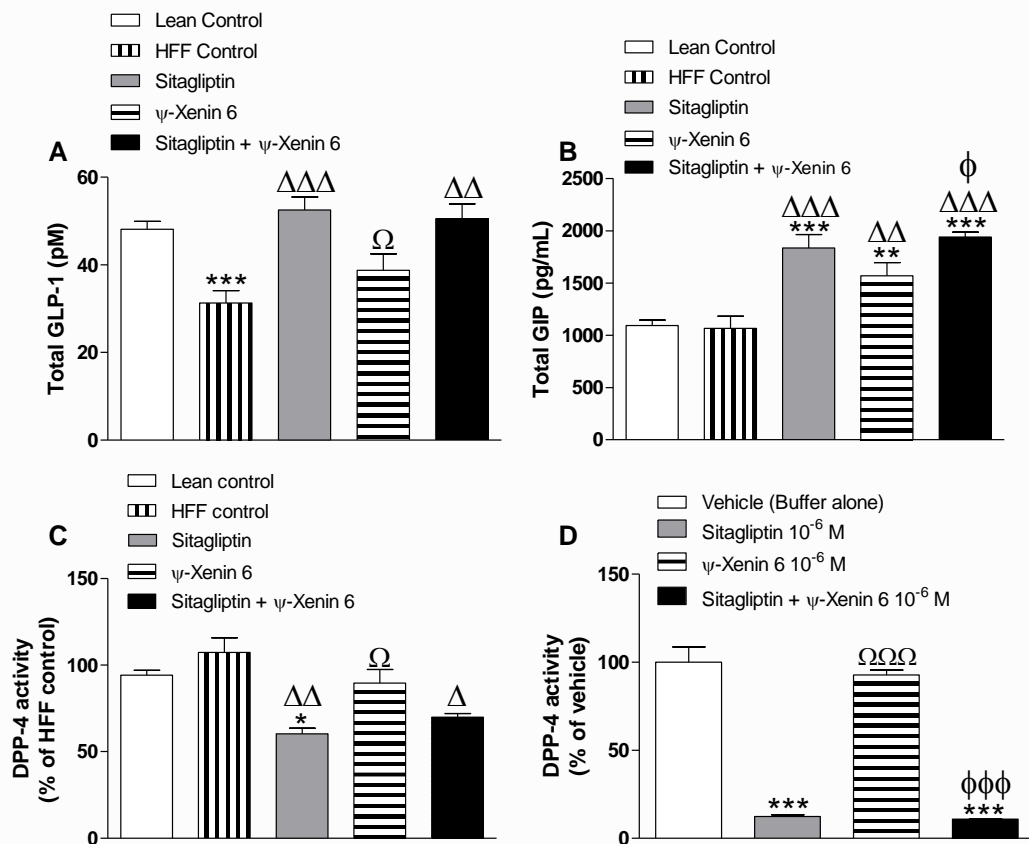 Lean Control
HFF Control
Sitagliptin
ψ-Xenin 6
Sitagliptin + ψ-Xenin 6
A
60
40
20
0
Total GLP-1 (pM)
***
ΔΔΔ
Ω
ΔΔ
Lean Control
HFF Control
Sitagliptin
ψ-Xenin 6
Sitagliptin + ψ-Xenin 6
B
2500
2000
1500
1000
500
0
Total GIP (pg/mL)
ΔΔΔ
***
ΔΔ
**
ϕ
ΔΔΔ
***
Lean control
HFF control
Sitagliptin
ψ-Xenin 6
Sitagliptin + ψ-Xenin 6
C
150
100
50
0
DPP-4 activity
(% of HFF control)
ΔΔ
*
Ω
Δ
Vehicle (Buffer alone)
Sitagliptin 10⁻⁶ M
ψ-Xenin 6 10⁻⁶ M
Sitagliptin + ψ-Xenin 6 10⁻⁶ M
D
150
100
50
0
DPP-4 activity
(% of vehicle)
***
ΩΩΩ
ϕϕϕ
***